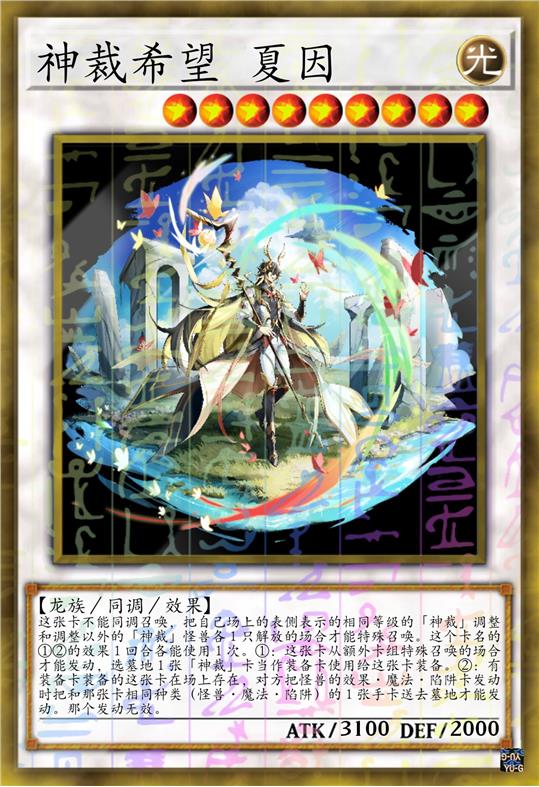 神裁希望 夏因
光
【龙族／同调／效果】
这张卡不能同调召唤，把自己场上的表侧表示的相同等级的「神裁」调整
和调整以外的「神裁」怪兽各1只解放的场合才能特殊召唤。这个卡名的
①②的效果1回合各能使用1次。①：这张卡从额外卡组特殊召唤的场合
才能发动，选墓地1张「神裁」卡当作装备卡使用给这张卡装备。②：有
装备卡装备的这张卡在场上存在，对方把怪兽的效果·魔法·陷阱卡发动
时把和那张卡相同种类（怪兽·魔法·陷阱）的1张手卡送去墓地才能发
动。那个发动无效。
ATK/3100 DEF/2000
YU-G